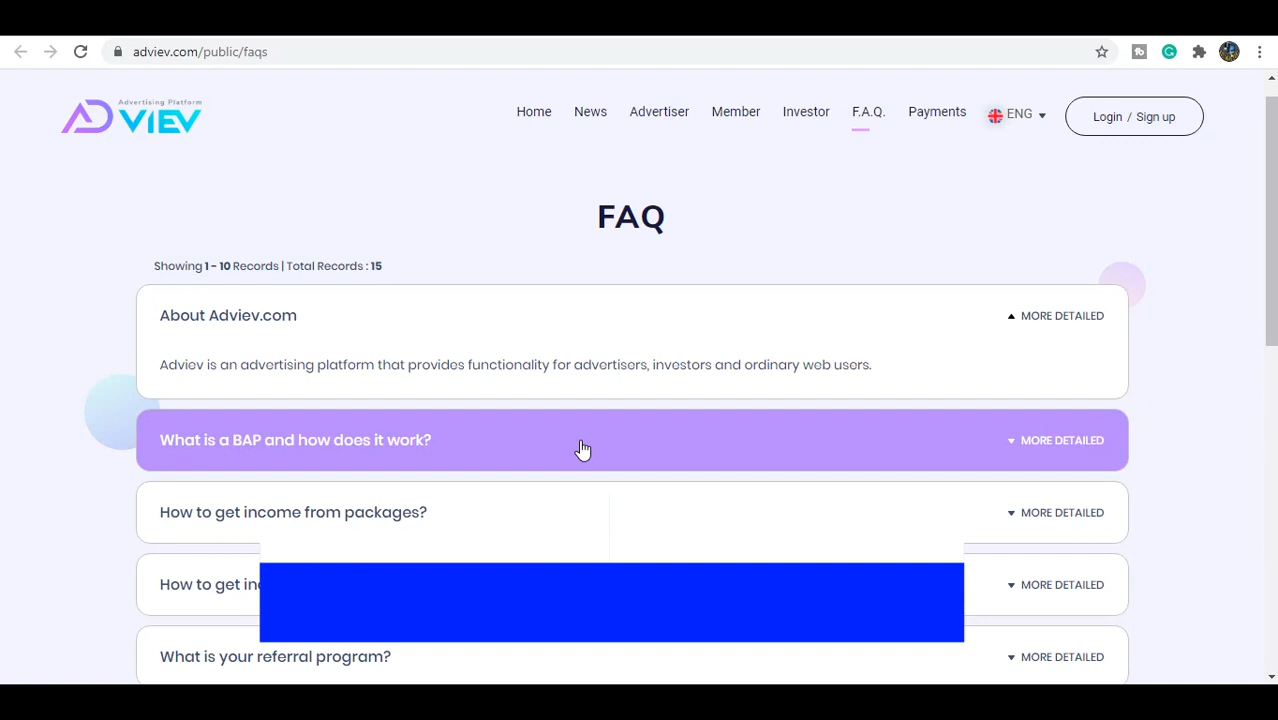 adviev.com/public/faqs
Advertising Platform
ADVIEV
Home News Advertiser Member Investor F.A.Q. Payments ENG Login / Sign up
FAQ
Showing 1 - 10 Records | Total Records : 15
About Adviev.com MORE DETAILED
Adviev is an advertising platform that provides functionality for advertisers, investors and ordinary web users.
What is a BAP and how does it work? MORE DETAILED
How to get income from packages? MORE DETAILED
How to get MORE DETAILED
What is your referral program? MORE DETAILED